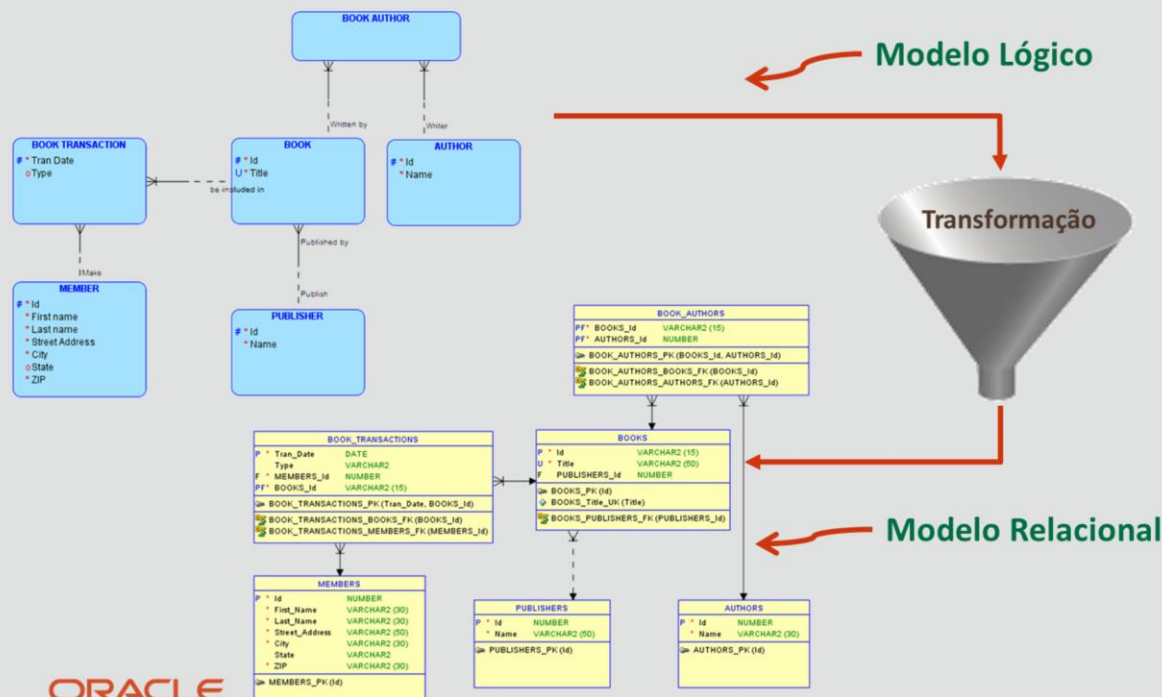 BOOK AUTHOR
Modelo Lógico
Written by
Writer
BOOK TRANSACTION
# * Tran Date
o Type
BOOK
# * Id
U * Title
AUTHOR
# * Id
* Name
be included in
Published by
Make
Publish
MEMBER
# * Id
* First name
* Last name
* Street Address
* City
o State
* ZIP
PUBLISHER
# * Id
* Name
Transformação
BOOK_AUTHORS
PF* BOOKS_Id VARCHAR2 (15)
PF* AUTHORS_Id NUMBER
BOOK_AUTHORS_PK (BOOKS_Id, AUTHORS_Id)
BOOK_AUTHORS_BOOKS_FK (BOOKS_Id)
BOOK_AUTHORS_AUTHORS_FK (AUTHORS_Id)
BOOK_TRANSACTIONS
P * Tran_Date DATE
Type VARCHAR2
F * MEMBERS_Id NUMBER
PF* BOOKS_Id VARCHAR2 (15)
BOOK_TRANSACTIONS_PK (Tran_Date, BOOKS_Id)
BOOK_TRANSACTIONS_BOOKS_FK (BOOKS_Id)
BOOK_TRANSACTIONS_MEMBERS_FK (MEMBERS_Id)
BOOKS
P * Id VARCHAR2 (15)
U * Title VARCHAR2 (50)
F PUBLISHERS_Id NUMBER
BOOKS_PK (Id)
BOOKS_Title_UK (Title)
BOOKS_PUBLISHERS_FK (PUBLISHERS_Id)
Modelo Relacional
MEMBERS
P * Id NUMBER
* First_Name VARCHAR2 (30)
* Last_Name VARCHAR2 (30)
* Street_Address VARCHAR2 (50)
* City VARCHAR2 (30)
State VARCHAR2
* ZIP VARCHAR2 (30)
MEMBERS_PK (Id)
PUBLISHERS
P * Id NUMBER
* Name VARCHAR2 (50)
PUBLISHERS_PK (Id)
AUTHORS
P * Id NUMBER
* Name VARCHAR2 (30)
AUTHORS_PK (Id)
ORACLE